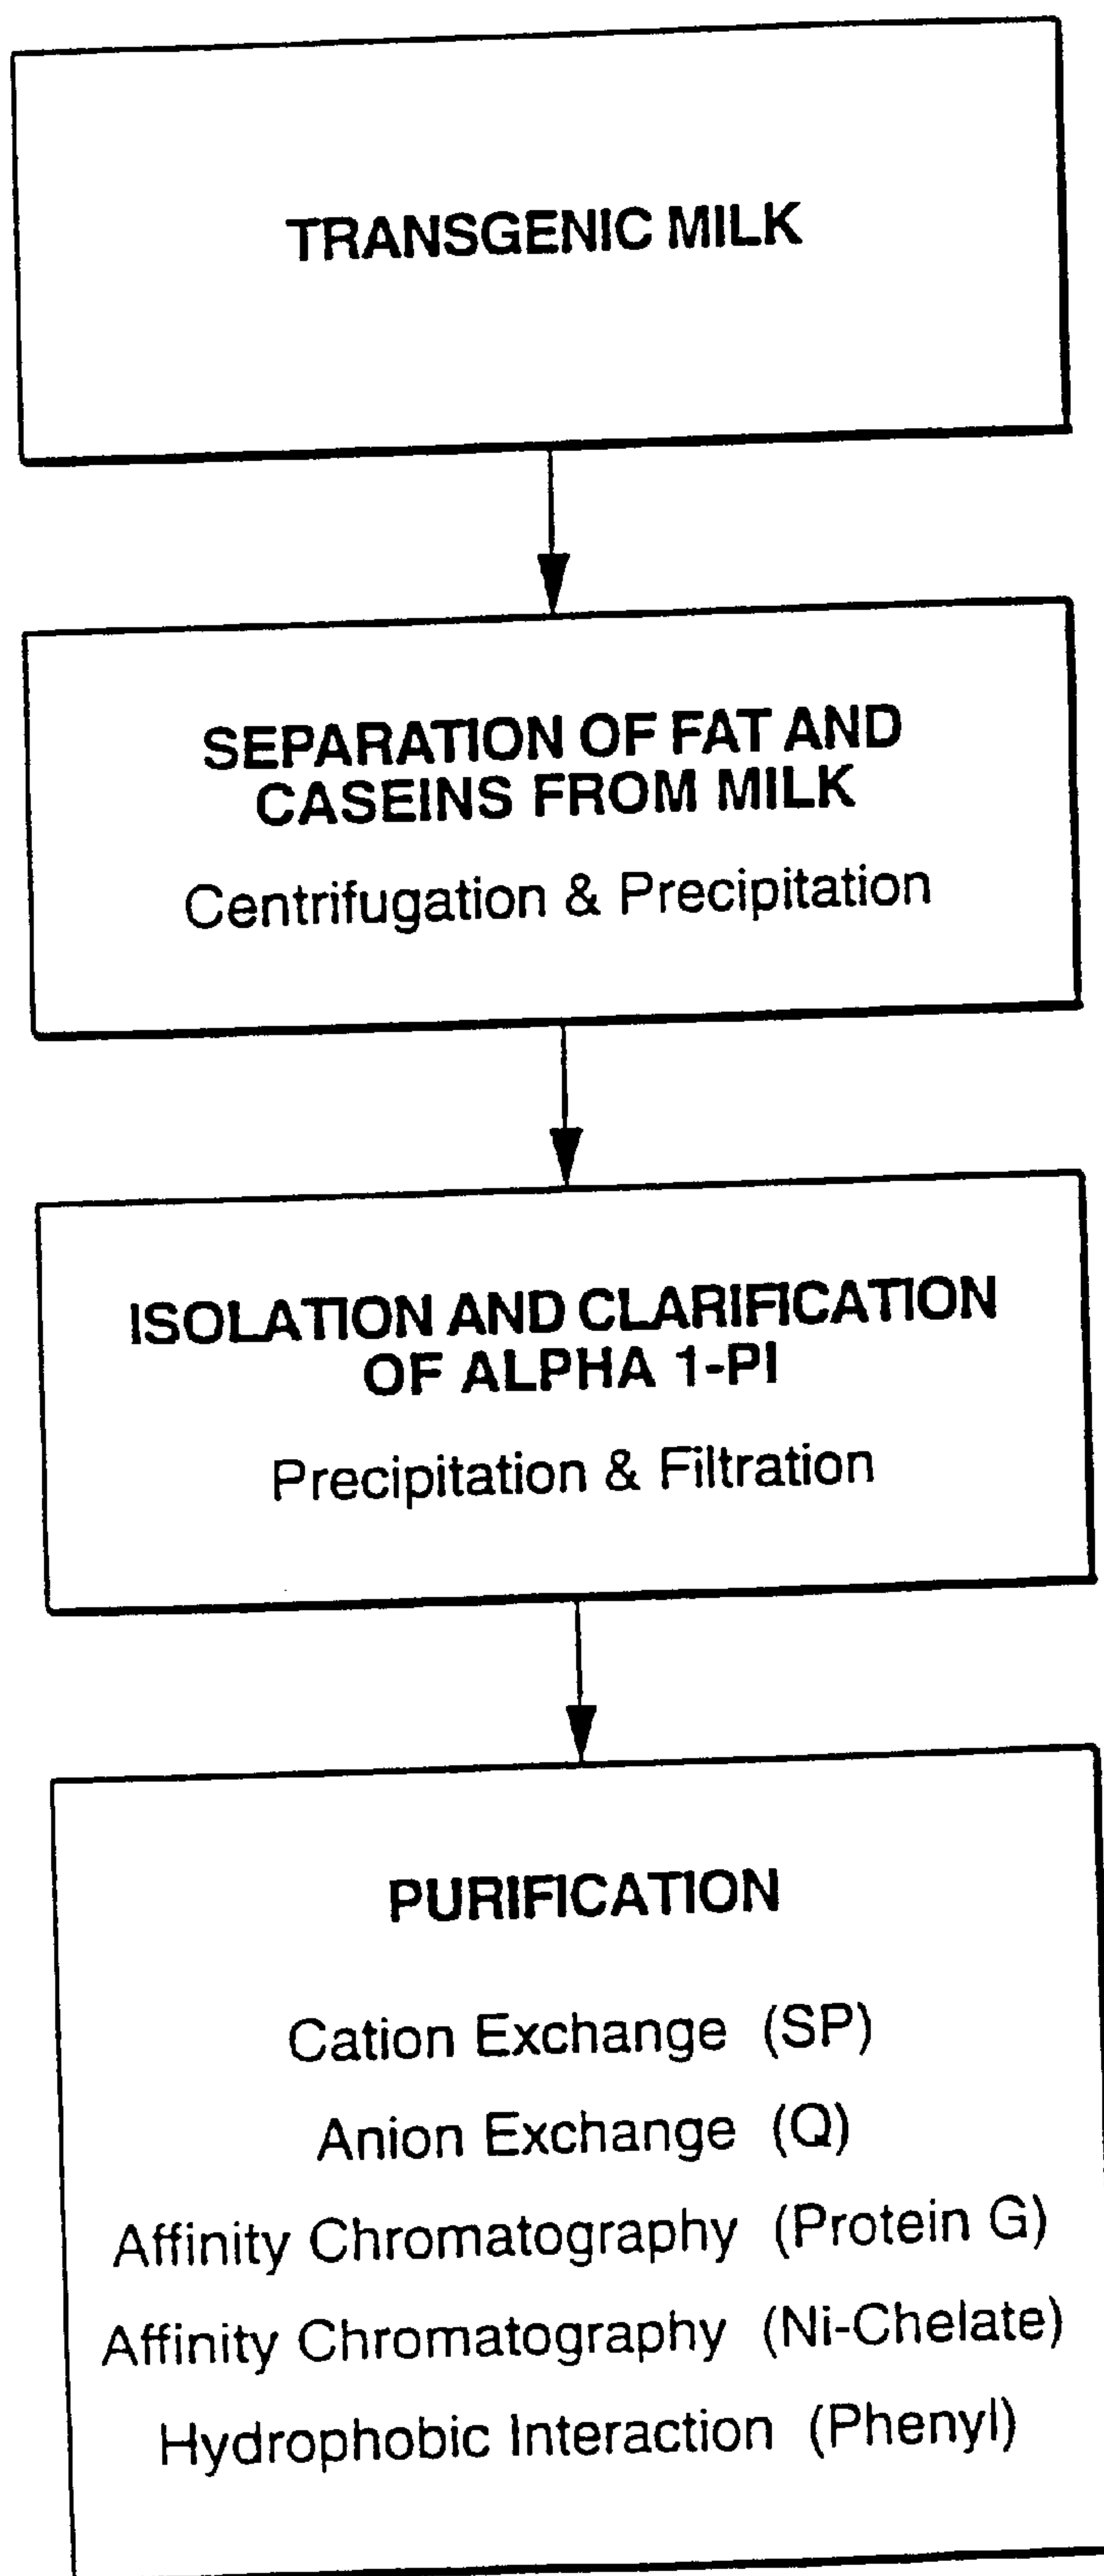 TRANSGENIC MILK
SEPARATION OF FAT AND
CASEINS FROM MILK
Centrifugation & Precipitation
ISOLATION AND CLARIFICATION
OF ALPHA 1-PI
Precipitation & Filtration
PURIFICATION
Cation Exchange (SP)
Anion Exchange (Q)
Affinity Chromatography (Protein G)
Affinity Chromatography (Ni-Chelate)
Hydrophobic Interaction (Phenyl)